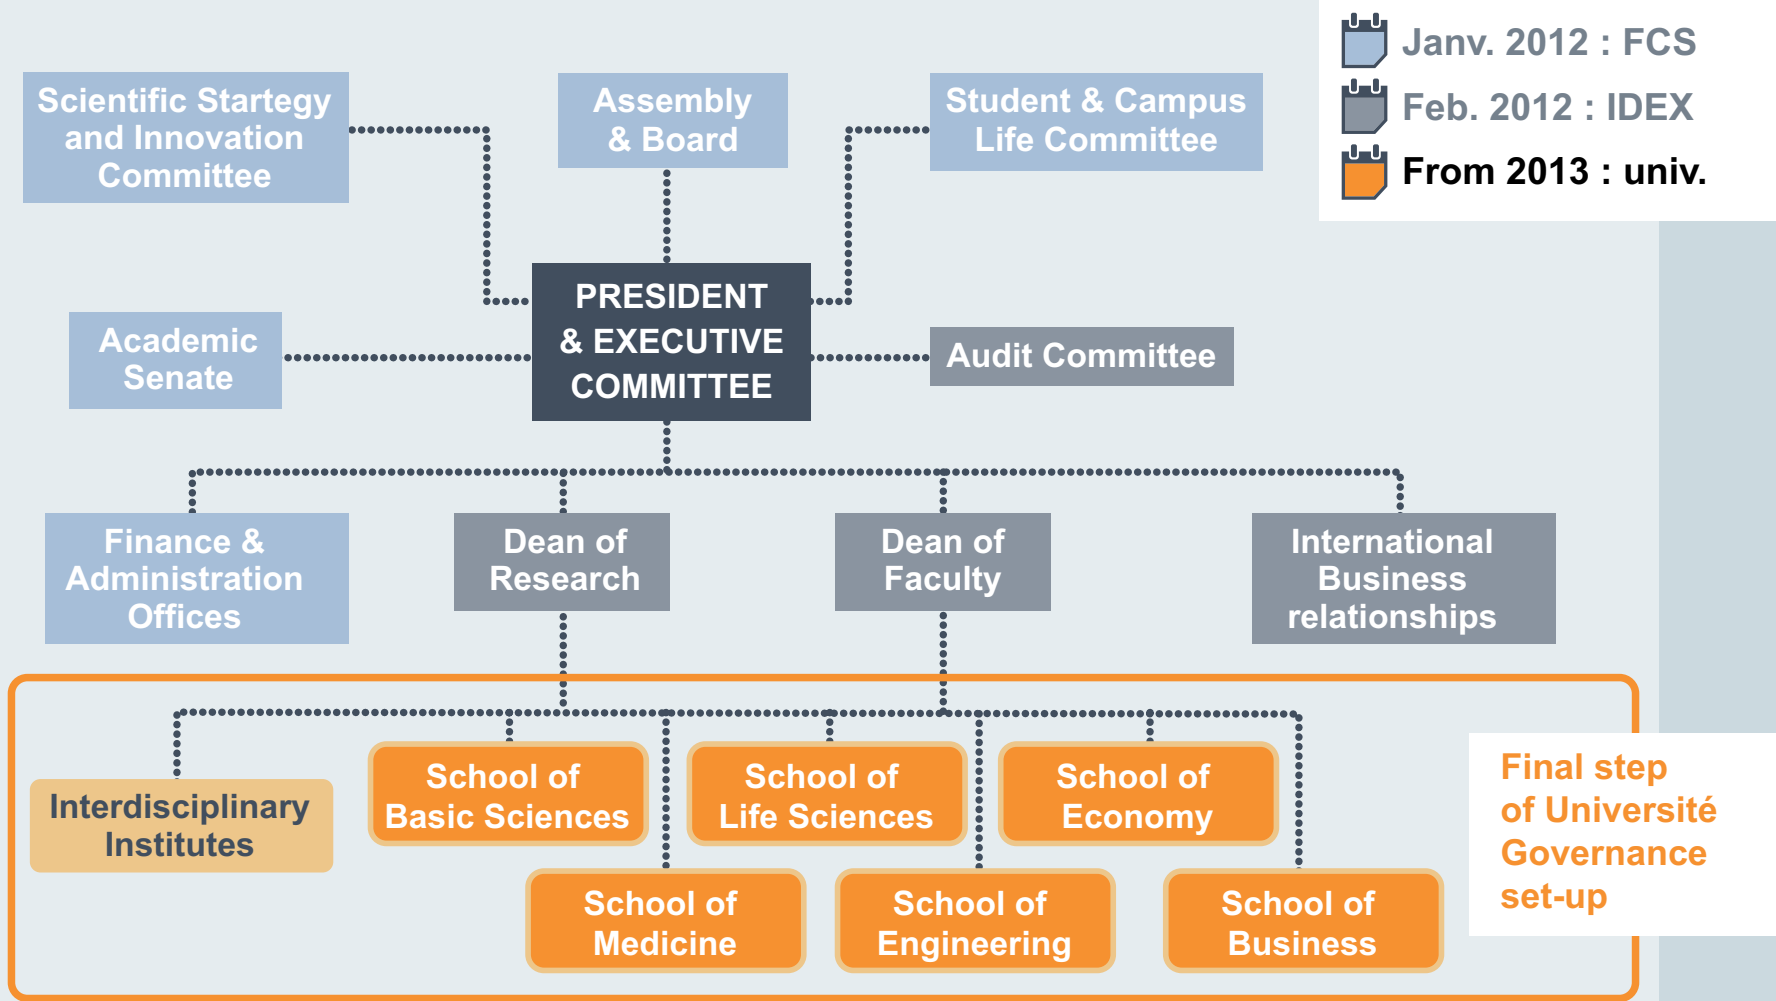 Janv. 2012 : FCS
Feb. 2012 : IDEX
From 2013 : univ.
Scientific Startegy
and Innovation
Committee
Assembly
& Board
Student & Campus
Life Committee
PRESIDENT
& EXECUTIVE
COMMITTEE
Academic
Senate
Audit Committee
Finance &
Administration
Offices
Dean of
Research
Dean of
Faculty
International
Business
relationships
Interdisciplinary
Institutes
School of
Basic Sciences
School of
Life Sciences
School of
Economy
School of
Medicine
School of
Engineering
School of
Business
Final step
of Université
Governance
set-up